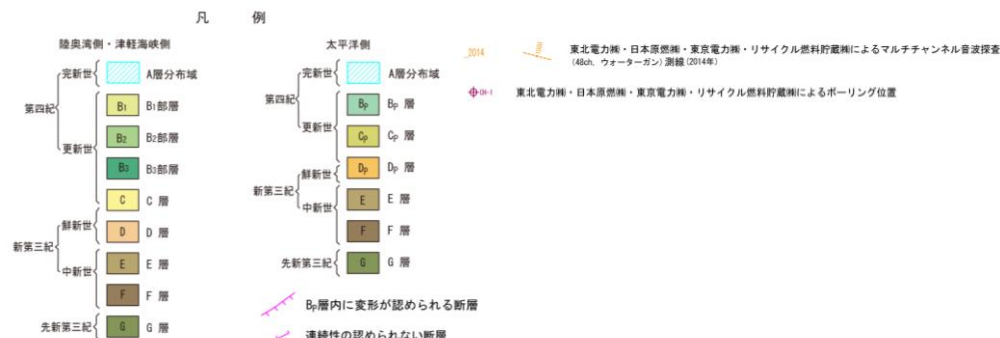 凡　例
陸奥湾側・津軽海峡側
第四紀
完新世
A層分布域
更新世
B1 B1部層
B2 B2部層
B3 B3部層
C C 層
新第三紀
鮮新世
D D 層
中新世
E E 層
F F 層
先新第三紀
G G 層
太平洋側
第四紀
完新世
A層分布域
更新世
BP BP 層
CP CP 層
新第三紀
鮮新世
DP DP 層
中新世
E E 層
F F 層
先新第三紀
G G 層
BP層内に変形が認められる断層
連続性の認められない断層
2014
東北電力㈱・日本原燃㈱・東京電力㈱・リサイクル燃料貯蔵㈱によるマルチチャンネル音波探査
(48ch, ウォーターガン) 測線(2014年)
東北電力㈱・日本原燃㈱・東京電力㈱・リサイクル燃料貯蔵㈱によるボーリング位置